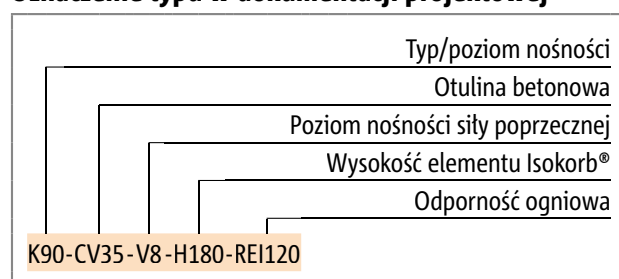 Oznaczenie typu w dokumentacji projektowej
Typ/poziom nośności
Otulina betonowa
Poziom nośności siły poprzecznej
Wysokość elementu Isokorb®
Odporność ogniowa
K90-CV35-V8-H180-REI120